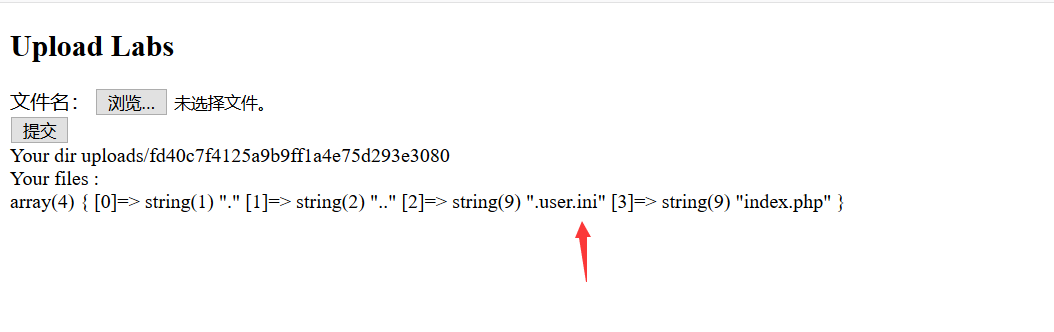 Upload Labs
文件名： 浏览... 未选择文件。
提交
Your dir uploads/fd40c7f4125a9b9ff1a4e75d293e3080
Your files :
array(4) { [0]=> string(1) "." [1]=> string(2) ".." [2]=> string(9) ".user.ini" [3]=> string(9) "index.php" }